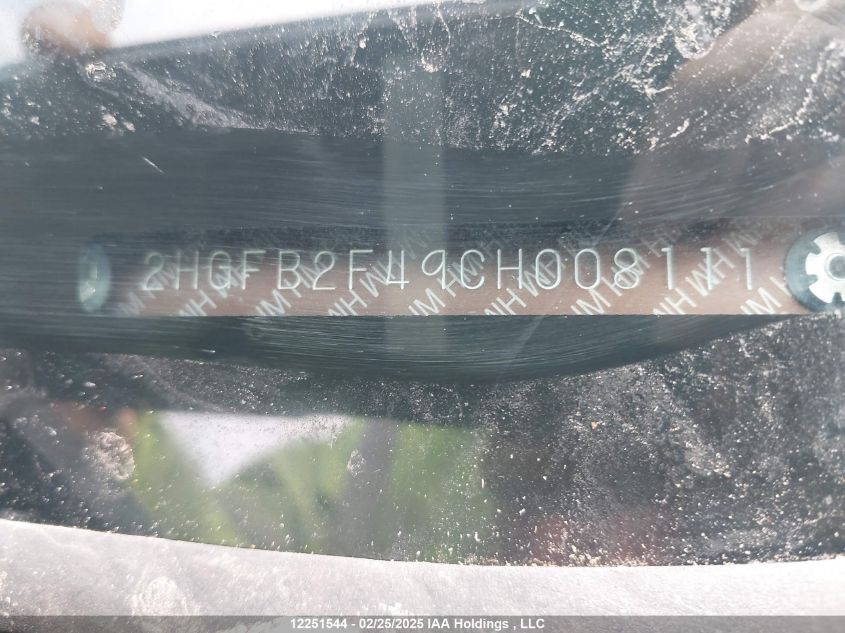 2HGFB2F49CH008111
12251544 - 02/25/2025 IAA Holdings , LLC